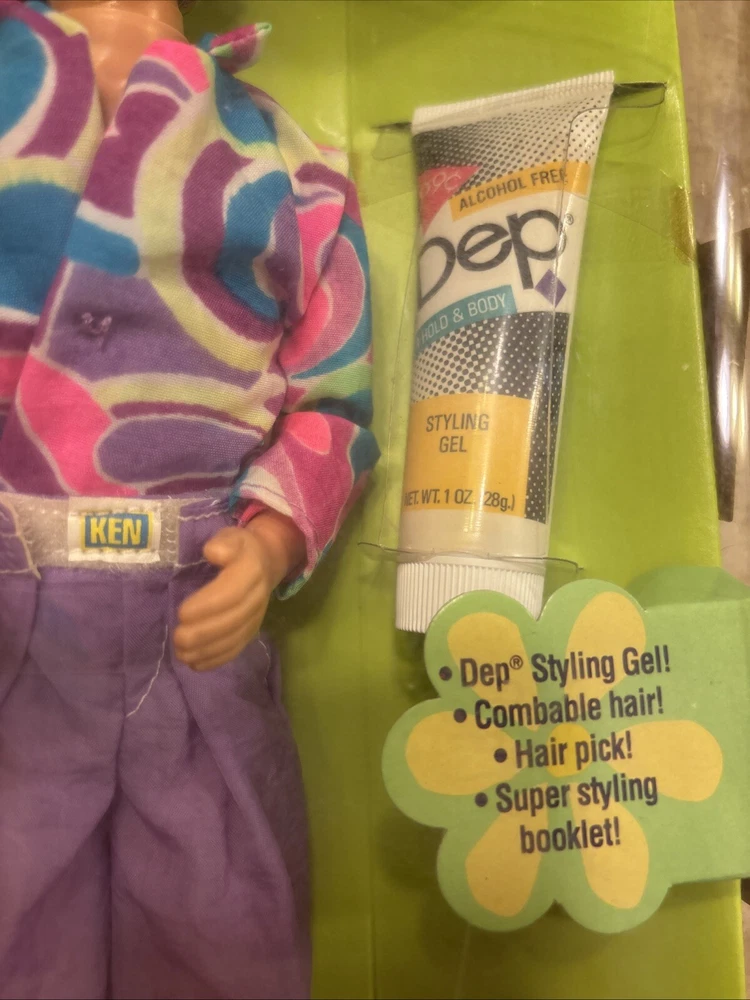 ALCOHOL FREE
Dep®
HOLD & BODY
STYLING
GEL
NET. WT. 1 OZ. (28g.)
KEN
• Dep® Styling Gel!
• Combable hair!
• Hair pick!
• Super styling
booklet!